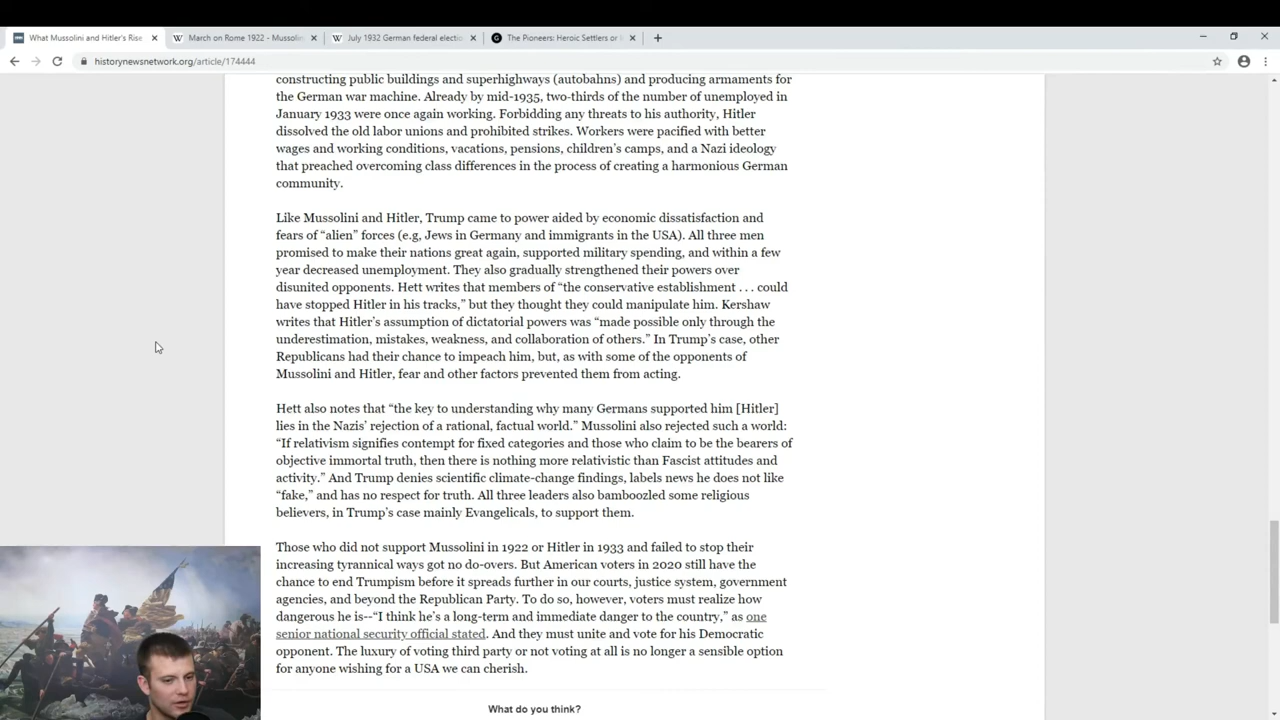 What Mussolini and Hitler's Rise
March on Rome 1922 - Mussolini
July 1932 German federal electio
The Pioneers: Heroic Settlers or
historynewsnetwork.org/article/174444
constructing public buildings and superhighways (autobahns) and producing armaments for
the German war machine. Already by mid-1935, two-thirds of the number of unemployed in
January 1933 were once again working. Forbidding any threats to his authority, Hitler
dissolved the old labor unions and prohibited strikes. Workers were pacified with better
wages and working conditions, vacations, pensions, children's camps, and a Nazi ideology
that preached overcoming class differences in the process of creating a harmonious German
community.
Like Mussolini and Hitler, Trump came to power aided by economic dissatisfaction and
fears of “alien” forces (e.g, Jews in Germany and immigrants in the USA). All three men
promised to make their nations great again, supported military spending, and within a few
year decreased unemployment. They also gradually strengthened their powers over
disunited opponents. Hett writes that members of “the conservative establishment . . . could
have stopped Hitler in his tracks,” but they thought they could manipulate him. Kershaw
writes that Hitler's assumption of dictatorial powers was “made possible only through the
underestimation, mistakes, weakness, and collaboration of others.” In Trump's case, other
Republicans had their chance to impeach him, but, as with some of the opponents of
Mussolini and Hitler, fear and other factors prevented them from acting.
Hett also notes that “the key to understanding why many Germans supported him [Hitler]
lies in the Nazis' rejection of a rational, factual world.” Mussolini also rejected such a world:
“If relativism signifies contempt for fixed categories and those who claim to be the bearers of
objective immortal truth, then there is nothing more relativistic than Fascist attitudes and
activity.” And Trump denies scientific climate-change findings, labels news he does not like
“fake,” and has no respect for truth. All three leaders also bamboozled some religious
believers, in Trump's case mainly Evangelicals, to support them.
Those who did not support Mussolini in 1922 or Hitler in 1933 and failed to stop their
increasing tyrannical ways got no do-overs. But American voters in 2020 still have the
chance to end Trumpism before it spreads further in our courts, justice system, government
agencies, and beyond the Republican Party. To do so, however, voters must realize how
dangerous he is--“I think he's a long-term and immediate danger to the country,” as one
senior national security official stated. And they must unite and vote for his Democratic
opponent. The luxury of voting third party or not voting at all is no longer a sensible option
for anyone wishing for a USA we can cherish.
What do you think?